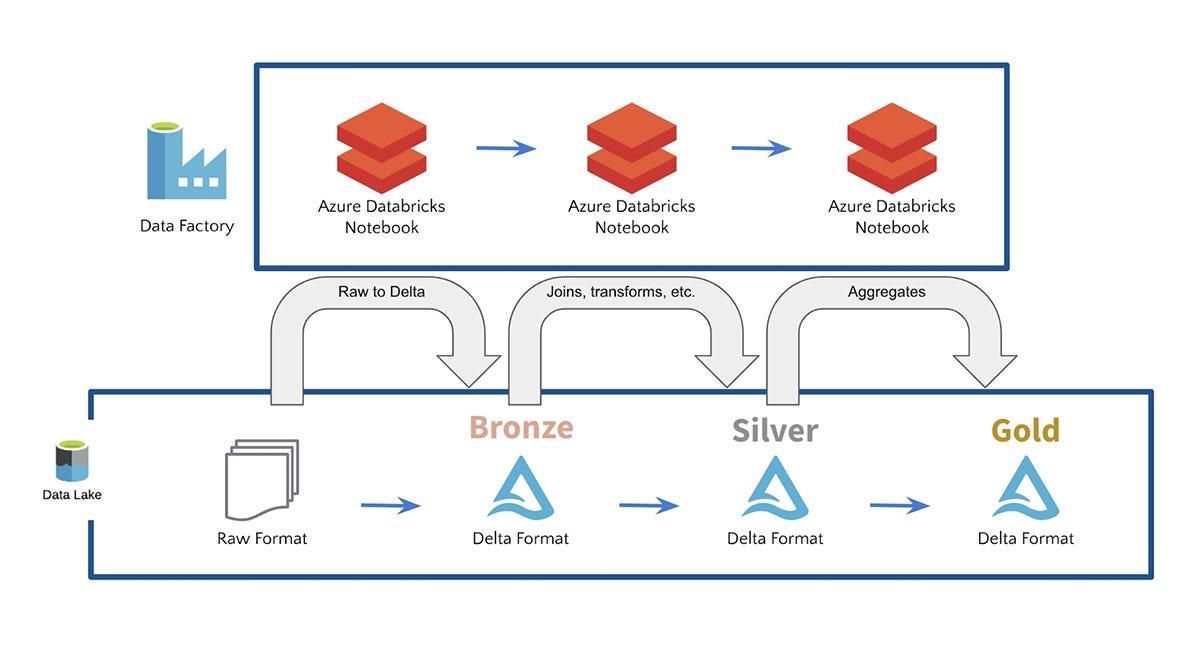 Data Factory
Azure Databricks
Notebook
Azure Databricks
Notebook
Azure Databricks
Notebook
Raw to Delta
Joins, transforms, etc.
Aggregates
Data Lake
Bronze
Silver
Gold
Raw Format
Delta Format
Delta Format
Delta Format